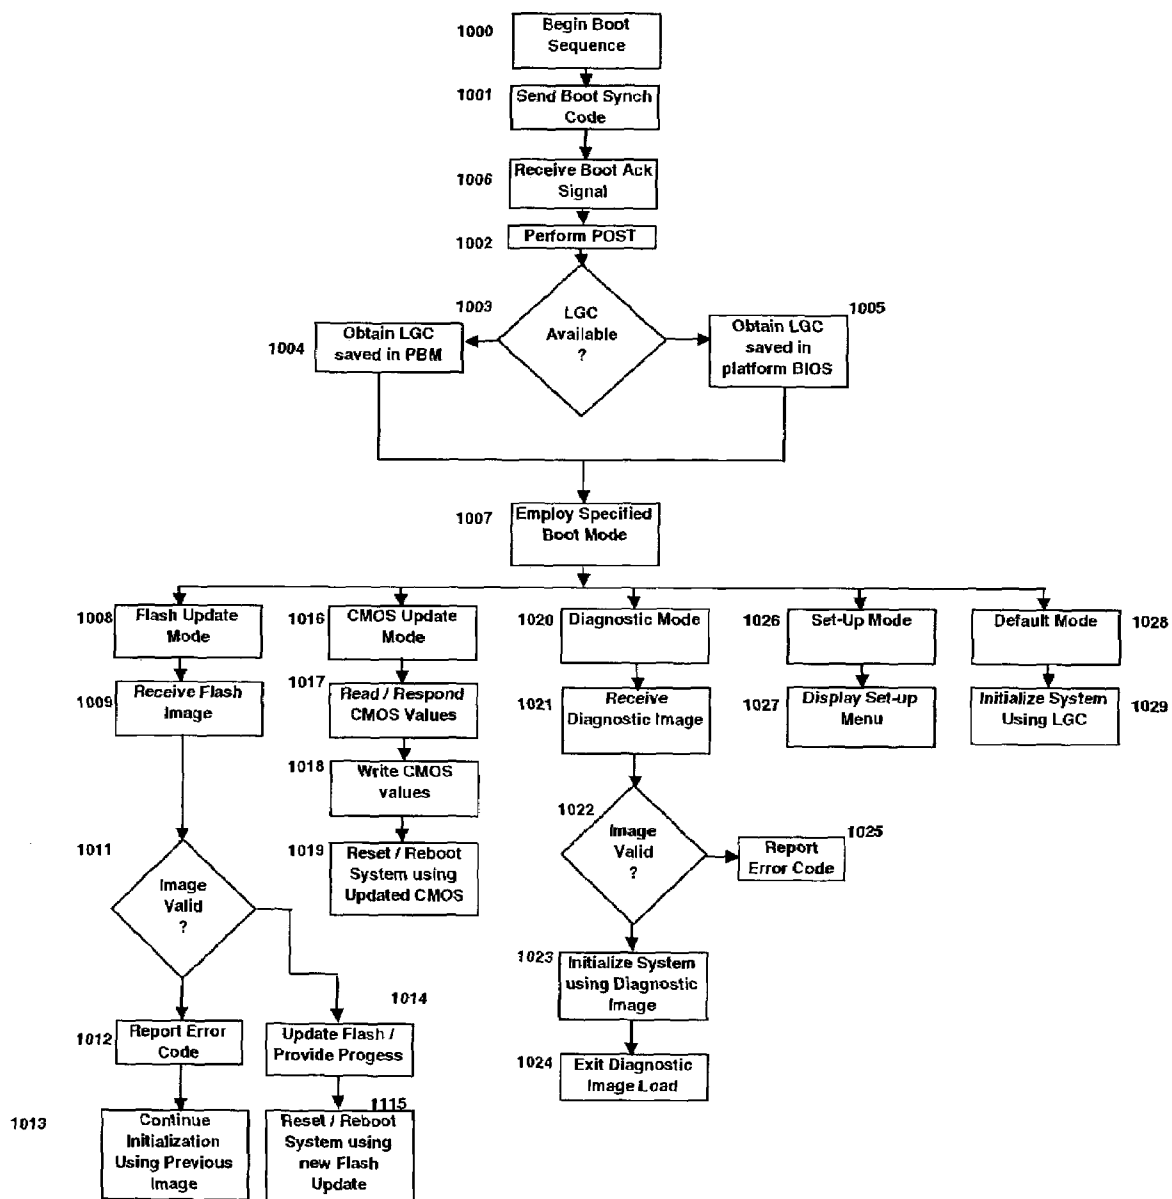 1000
Begin Boot
Sequence
1001
Send Boot Synch
Code
1006
Receive Boot Ack
Signal
1002
Perform POST
1003
LGC
Available
?
1004
Obtain LGC
saved in PBM
1005
Obtain LGC
saved in
platform BIOS
1007
Employ Specified
Boot Mode
1008
Flash Update
Mode
1016
CMOS Update
Mode
1020
Diagnostic Mode
1026
Set-Up Mode
Default Mode
1028
1009
Receive Flash
Image
1017
Read / Respond
CMOS Values
1021
Receive
Diagnostic Image
1027
Display Set-up
Menu
Initialize System
Using LGC
1029
1018
Write CMOS
values
1019
Reset / Reboot
System using
Updated CMOS
1022
Image
Valid
?
1025
Report
Error Code
1011
Image
Valid
?
1023
Initialize System
using Diagnostic
Image
1024
Exit Diagnostic
Image Load
1012
Report Error
Code
1014
Update Flash /
Provide Progess
1013
Continue
Initialization
Using Previous
Image
1115
Reset / Reboot
System using
new Flash
Update